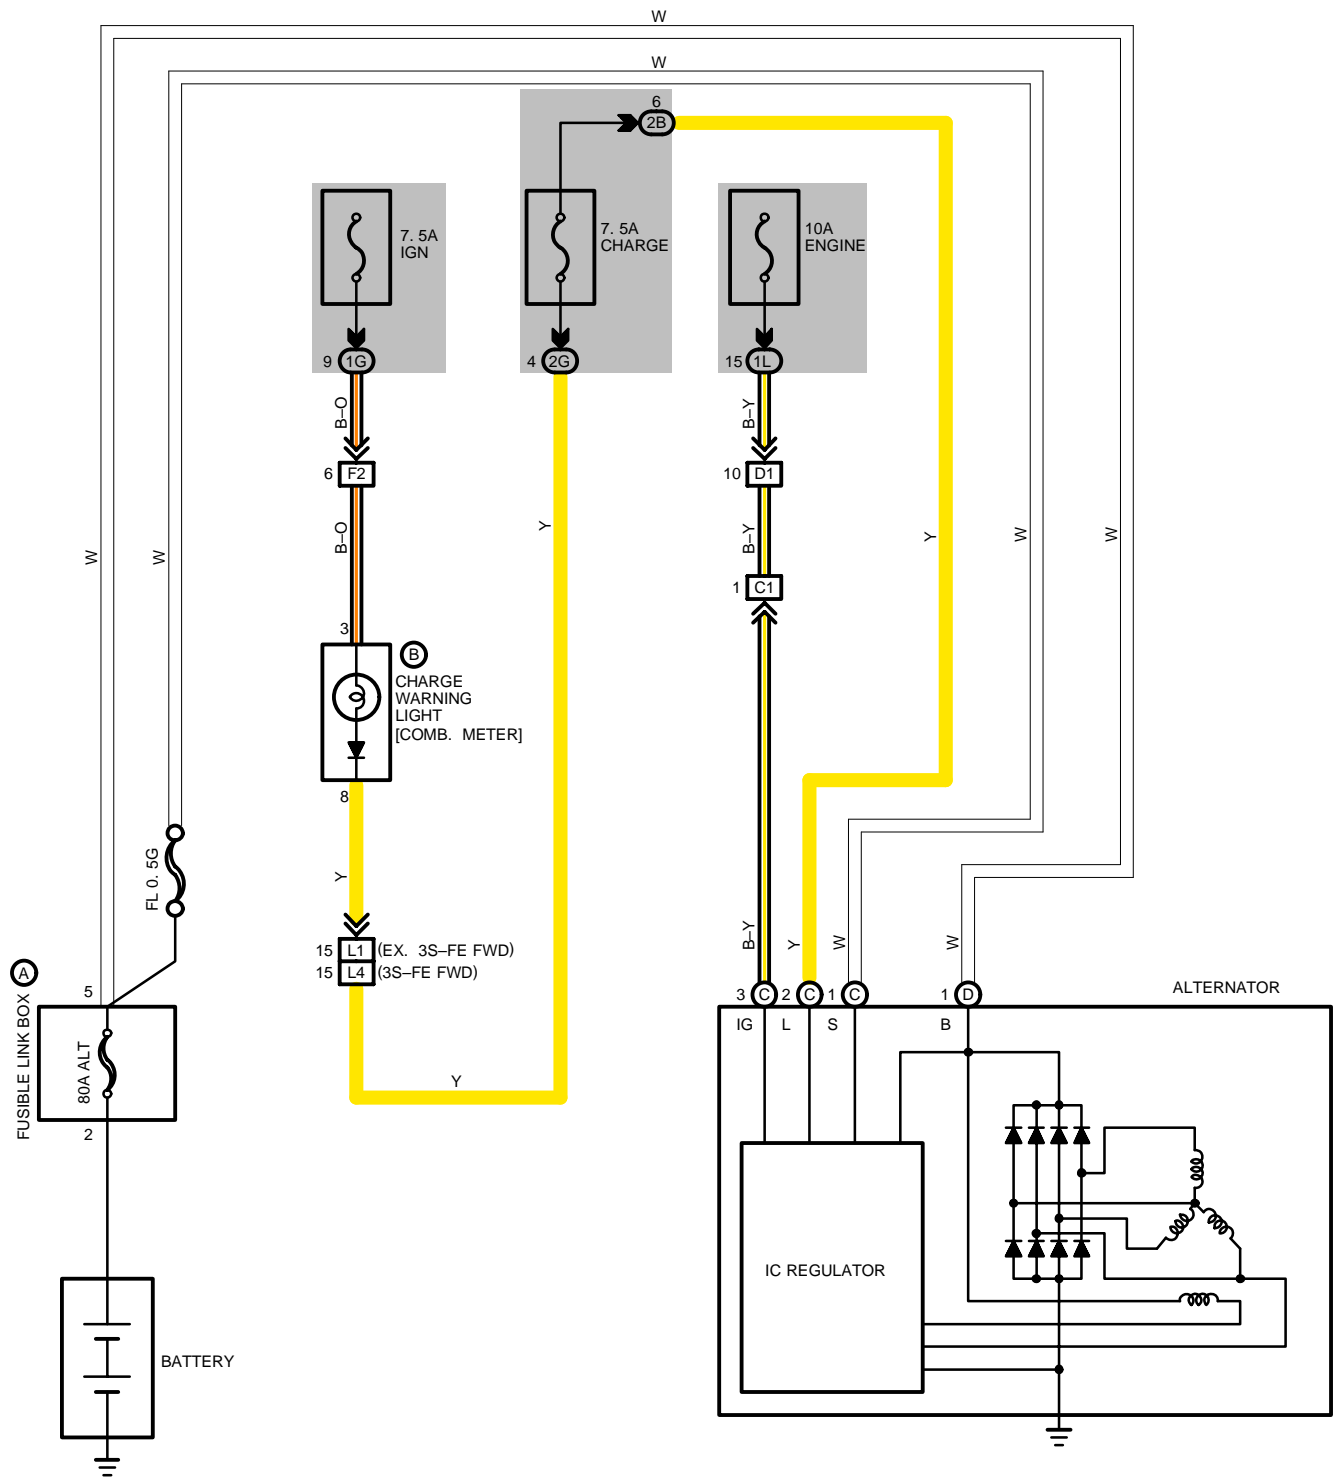 W
W
6
2B
7. 5A
IGN
7. 5A
CHARGE
10A
ENGINE
9 1G
4 2G
15 1L
B–O
B–Y
6 F2
10 D1
W
W
B–O
Y
B–Y
Y
W
W
1 C1
3
B
CHARGE
WARNING
LIGHT
[COMB. METER]
8
FL 0. 5G
Y
15 L1 (EX. 3S–FE FWD)
15 L4 (3S–FE FWD)
B–Y
Y
W
W
A
FUSIBLE LINK BOX
5
80A ALT
2
3 C 2 C 1 C 1 D
ALTERNATOR
IG L S B
Y
IC REGULATOR
BATTERY